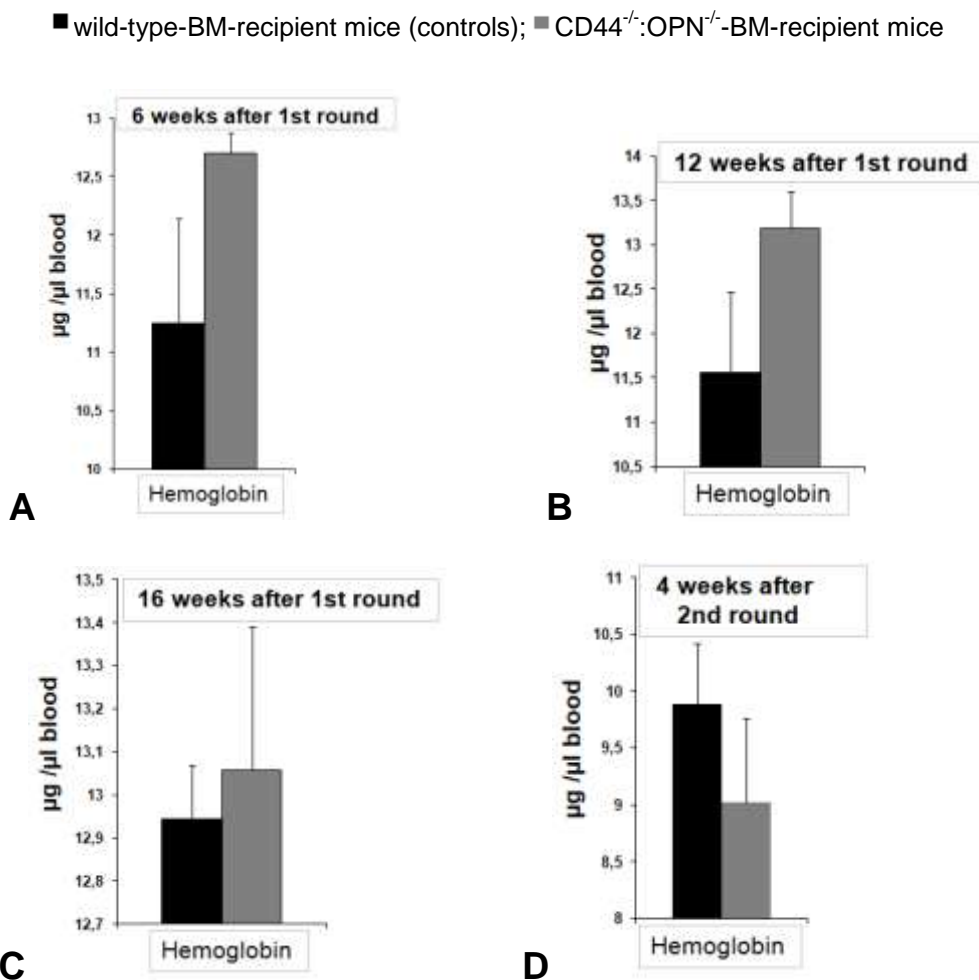 wild-type-BM-recipient mice (controls); CD44-/-:OPN-/--BM-recipient mice
6 weeks after 1st round
13
12,5
12
11,5
11
10,5
10
µg /µl blood
Hemoglobin
A
12 weeks after 1st round
14
13,5
13
12,5
12
11,5
11
10,5
µg /µl blood
Hemoglobin
B
16 weeks after 1st round
13,5
13,4
13,3
13,2
13,1
13
12,9
12,8
12,7
µg /µl blood
Hemoglobin
C
4 weeks after
2nd round
11
10,5
10
9,5
9
8,5
8
µg /µl blood
Hemoglobin
D